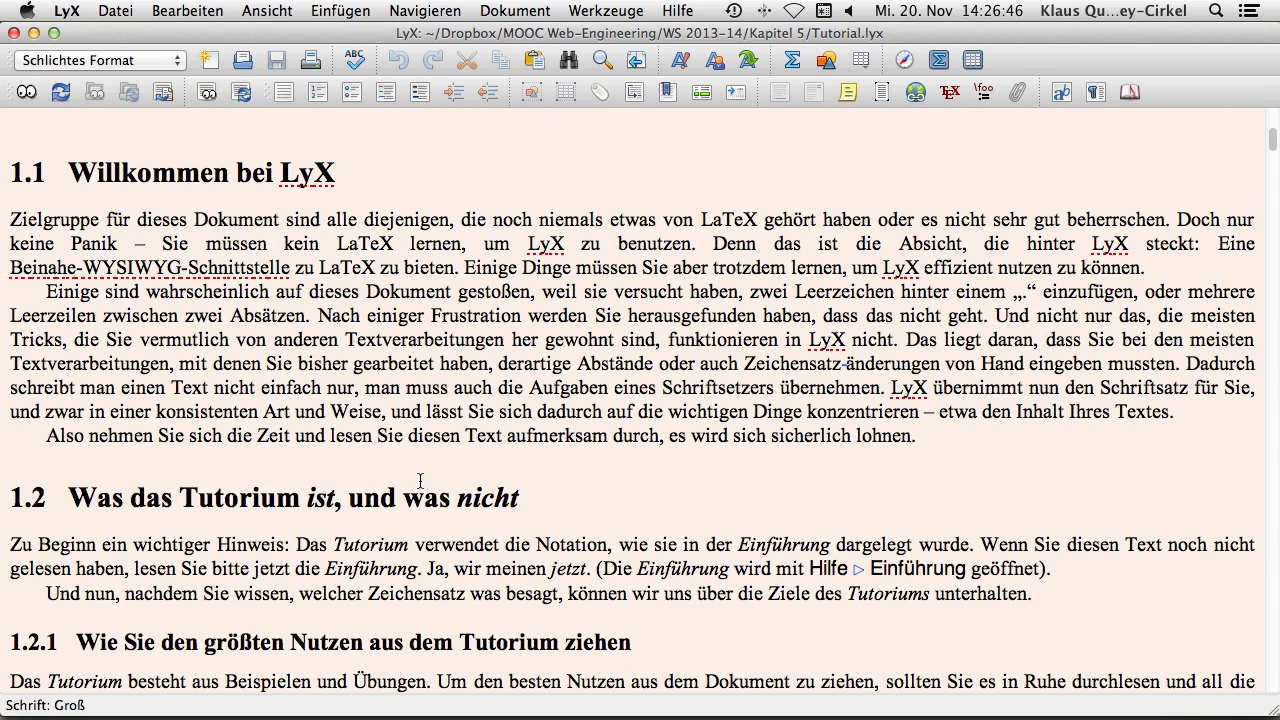 LyX Datei Bearbeiten Ansicht Einfügen Navigieren Dokument Werkzeuge Hilfe Mi. 20. Nov 14:26:46 Klaus Qu...ey-Cirkel
LyX: ~/Dropbox/MOOC Web-Engineering/WS 2013-14/Kapitel 5/Tutorial.lyx
Schlichtes Format ABC
TEX \foo ab
1.1 Willkommen bei LyX
Zielgruppe für dieses Dokument sind alle diejenigen, die noch niemals etwas von LaTeX gehört haben oder es nicht sehr gut beherrschen. Doch nur
keine Panik – Sie müssen kein LaTeX lernen, um LyX zu benutzen. Denn das ist die Absicht, die hinter LyX steckt: Eine
Beinahe-WYSIWYG-Schnittstelle zu LaTeX zu bieten. Einige Dinge müssen Sie aber trotzdem lernen, um LyX effizient nutzen zu können.
Einige sind wahrscheinlich auf dieses Dokument gestoßen, weil sie versucht haben, zwei Leerzeichen hinter einem „.“ einzufügen, oder mehrere
Leerzeilen zwischen zwei Absätzen. Nach einiger Frustration werden Sie herausgefunden haben, dass das nicht geht. Und nicht nur das, die meisten
Tricks, die Sie vermutlich von anderen Textverarbeitungen her gewohnt sind, funktionieren in LyX nicht. Das liegt daran, dass Sie bei den meisten
Textverarbeitungen, mit denen Sie bisher gearbeitet haben, derartige Abstände oder auch Zeichensatz-änderungen von Hand eingeben mussten. Dadurch
schreibt man einen Text nicht einfach nur, man muss auch die Aufgaben eines Schriftsetzers übernehmen. LyX übernimmt nun den Schriftsatz für Sie,
und zwar in einer konsistenten Art und Weise, und lässt Sie sich dadurch auf die wichtigen Dinge konzentrieren – etwa den Inhalt Ihres Textes.
Also nehmen Sie sich die Zeit und lesen Sie diesen Text aufmerksam durch, es wird sich sicherlich lohnen.
1.2 Was das Tutorium ist, und was nicht
Zu Beginn ein wichtiger Hinweis: Das Tutorium verwendet die Notation, wie sie in der Einführung dargelegt wurde. Wenn Sie diesen Text noch nicht
gelesen haben, lesen Sie bitte jetzt die Einführung. Ja, wir meinen jetzt. (Die Einführung wird mit Hilfe ▷ Einführung geöffnet).
Und nun, nachdem Sie wissen, welcher Zeichensatz was besagt, können wir uns über die Ziele des Tutoriums unterhalten.
1.2.1 Wie Sie den größten Nutzen aus dem Tutorium ziehen
Das Tutorium besteht aus Beispielen und Übungen. Um den besten Nutzen aus dem Dokument zu ziehen, sollten Sie es in Ruhe durchlesen und all die
Schrift: Groß